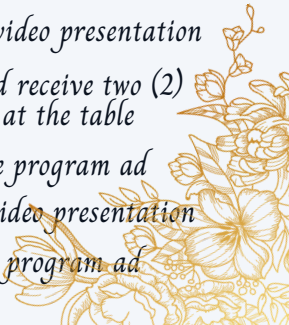 video presentation
d receive two (2)
at the table
e program ad
ideo presentation
program ad